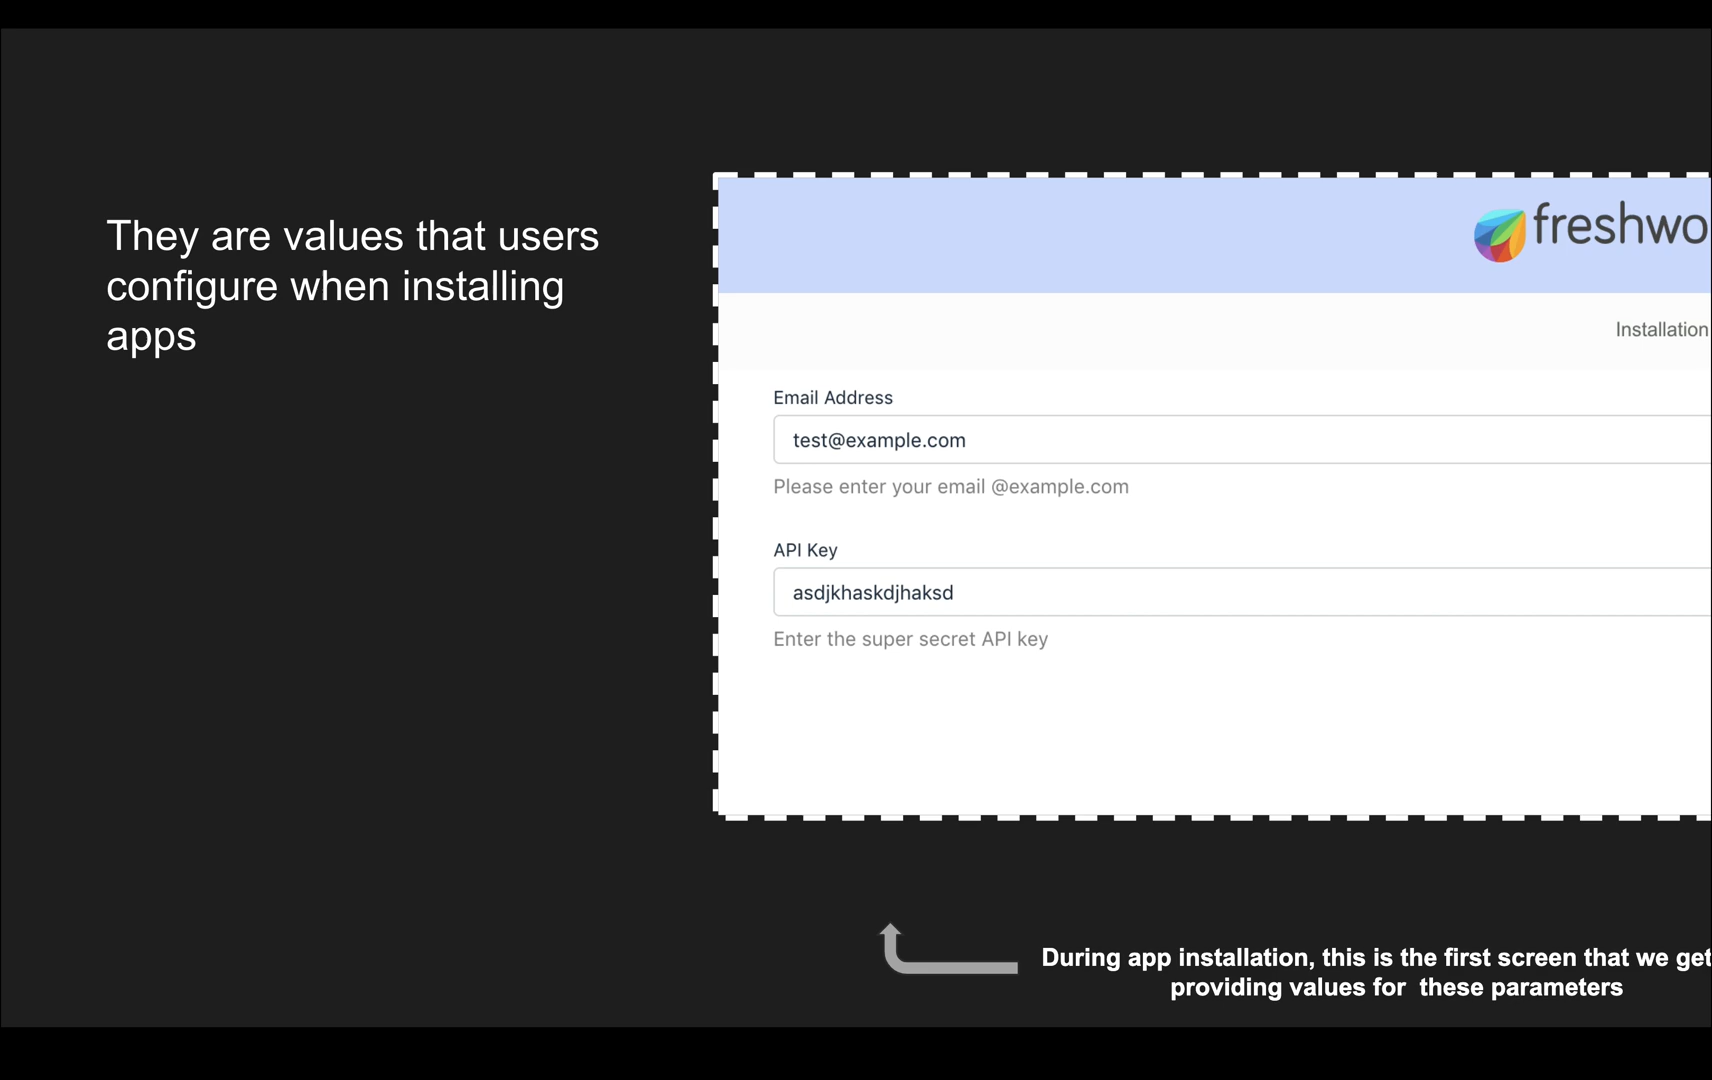 They are values that users
configure when installing
apps
freshwo
Installation
Email Address
test@example.com
Please enter your email @example.com
API Key
asdjkhaskdjhaksd
Enter the super secret API key
During app installation, this is the first screen that we get
providing values for these parameters